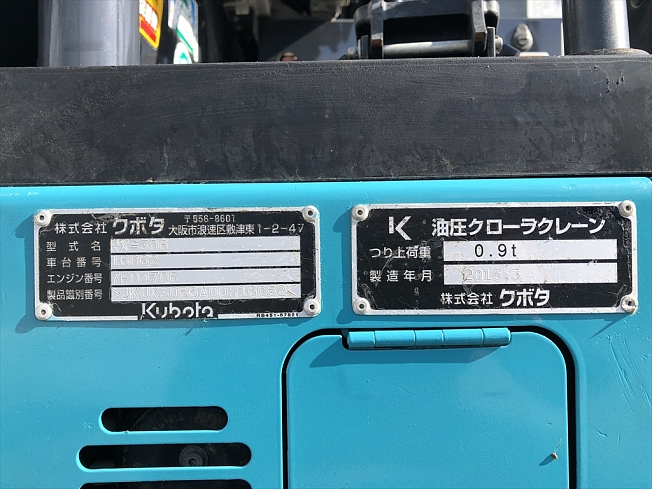 〒556-8601
株式会社 クボタ 大阪市浪速区敷津東1-2-47
型式名
車台番号
エンジン番号
製品識別番号
Kubota
K 油圧クローラクレーン
つり上荷重 0.9t
製造年月 2015.3
株式会社 クボタ